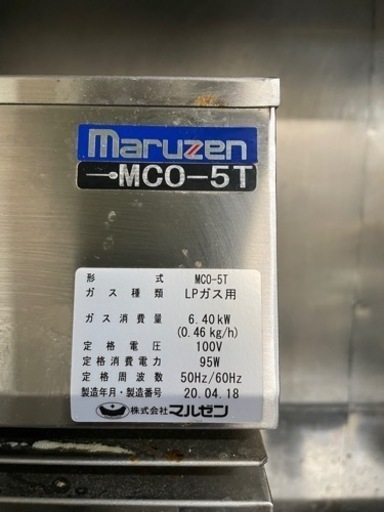 maruzen
MCO-5T
形式 MCO-5T
ガス種類 LPガス用
ガス消費量 6.40kW
(0.46kg/h)
定格電圧 100V
定格消費電力 95W
定格周波数 50Hz/60Hz
製造年月・製造番号 20.04.18
株式会社マルゼン